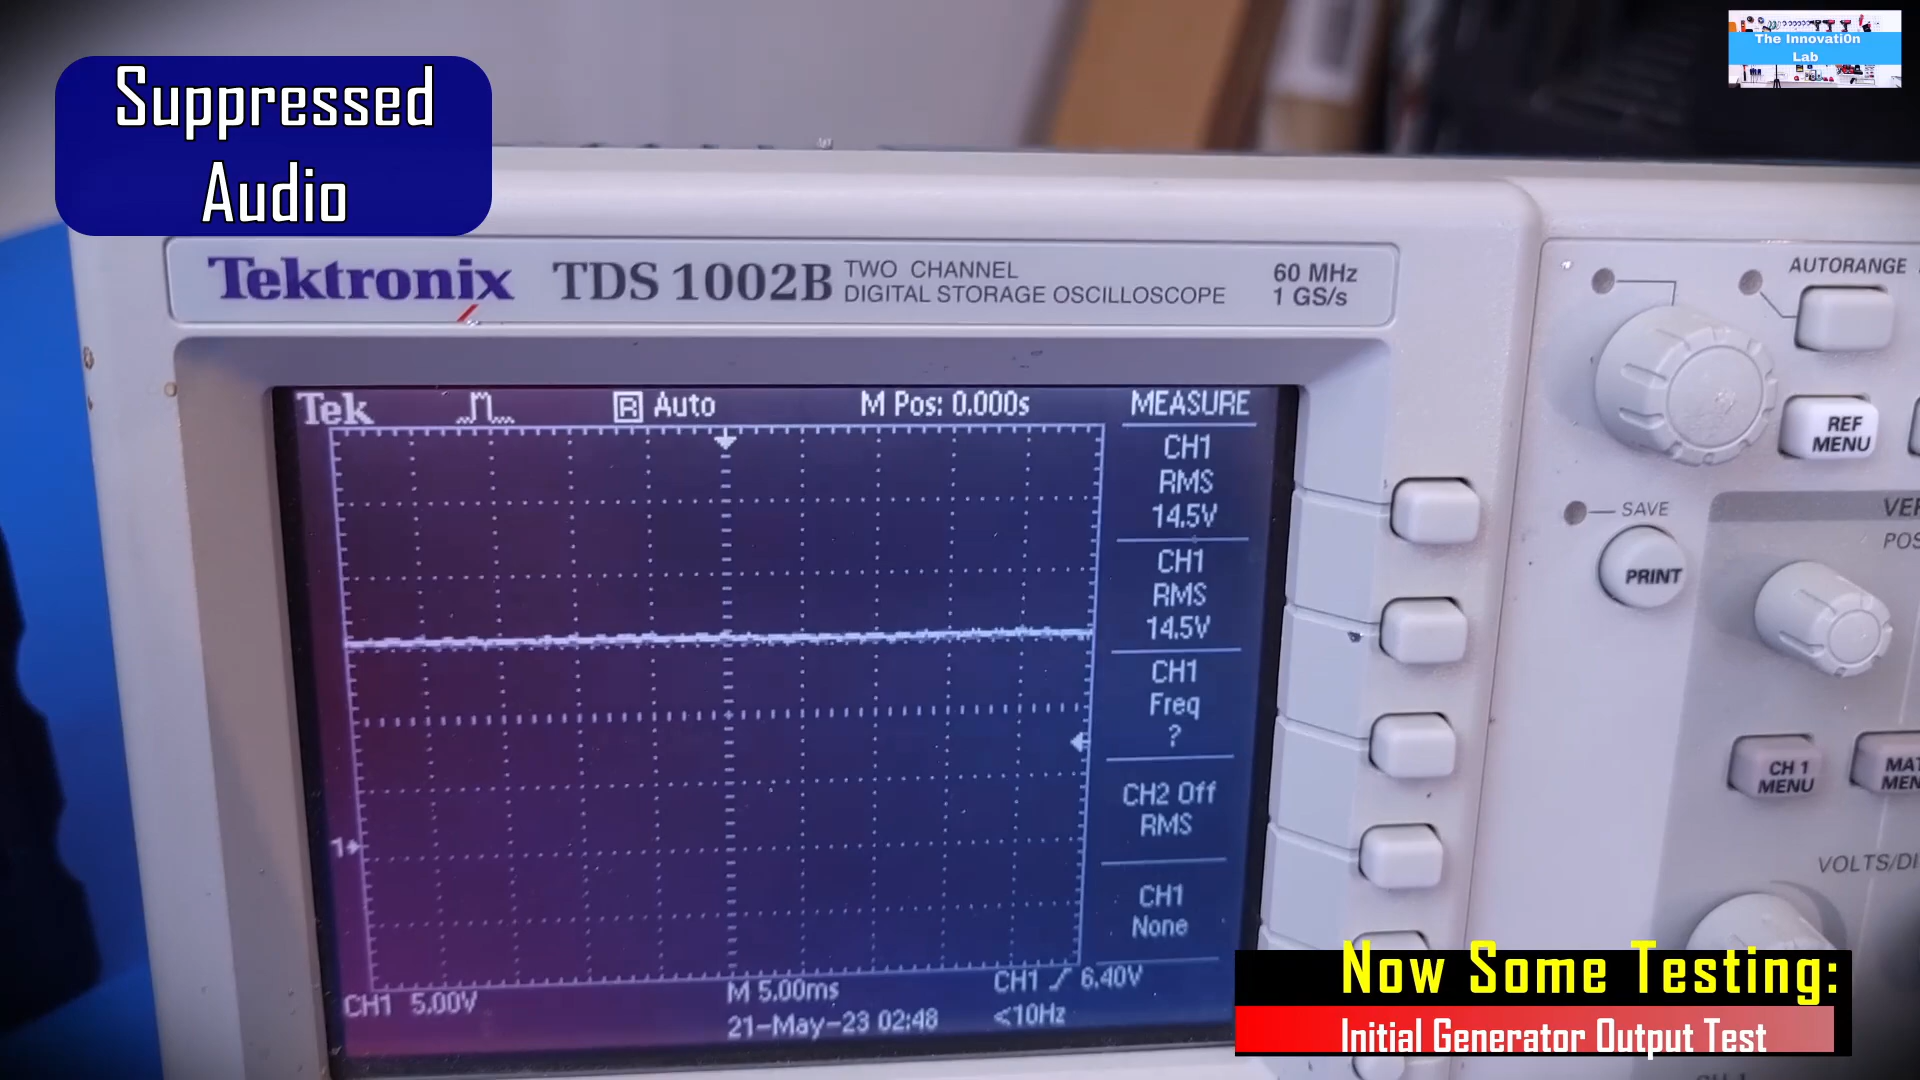 Suppressed
Audio
The Innovati0n
Lab
Tektronix TDS 1002B TWO CHANNEL
DIGITAL STORAGE OSCILLOSCOPE
60 MHz
1 GS/s
AUTORANGE
REF
MENU
SAVE
PRINT
CH 1
MENU
VOLTS/DI
Tek
R Auto
M Pos: 0.000s
MEASURE
CH1
RMS
14.5V
CH1
RMS
14.5V
CH1
Freq
?
CH2 Off
RMS
CH1
None
1
CH1 5.00V
M 5.00ms
CH1 6.40V
21-May-23 02:48
<10Hz
Now Some Testing:
Initial Generator Output Test